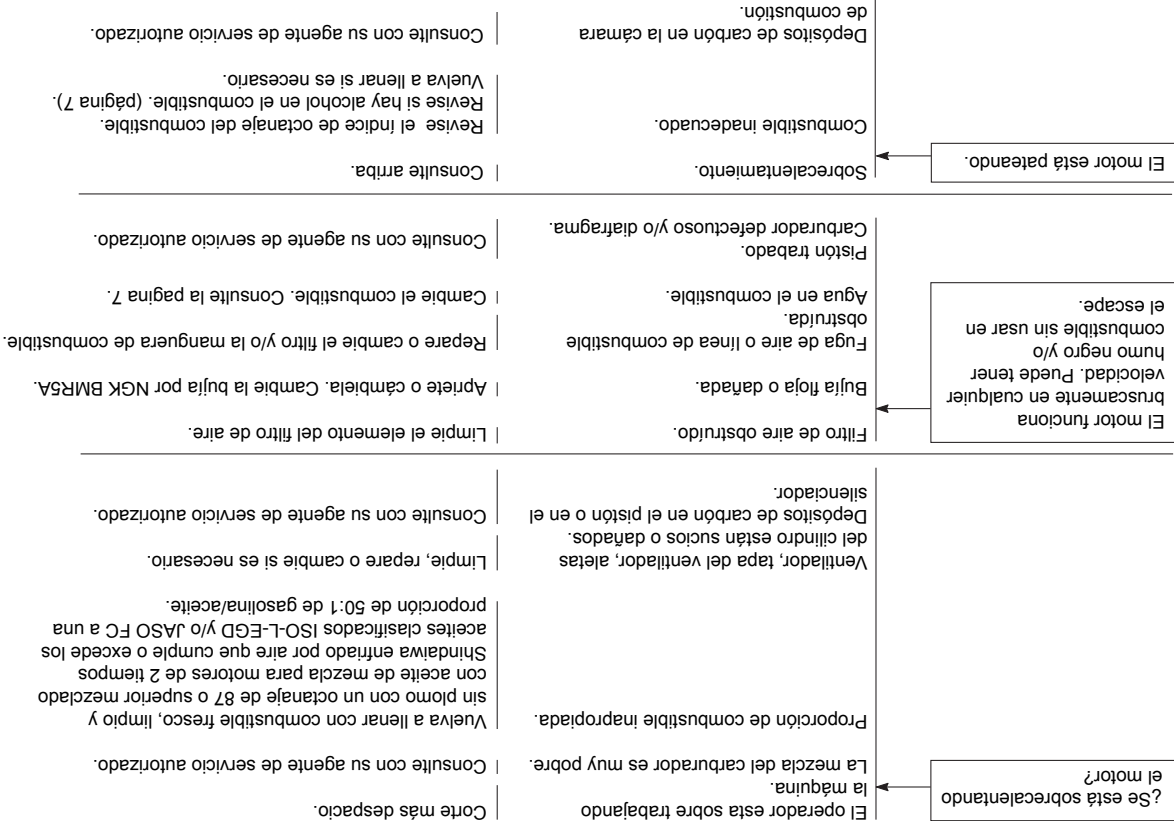 ¿Se está sobrecalentando
el motor?
El operador esta sobre trabajando
la máquina.
Corte más despacio.
La mezcla del carburador es muy pobre.
Consulte con su agente de servicio autorizado.
Proporción de combustible inapropiada.
Vuelva a llenar con combustible fresco, limpio y
sin plomo con un octanaje de 87 o superior mezclado
con aceite de mezcla para motores de 2 tiempos
Shindaiwa enfriado por aire que cumple o excede los
aceites clasificados ISO-L-EGD y/o JASO FC a una
proporción de 50:1 de gasolina/aceite.
Ventilador, tapa del ventilador, aletas
del cilindro están sucios o dañados.
Limpie, repare o cambie si es necesario.
Depósitos de carbón en el pistón o en el
silenciador.
Consulte con su agente de servicio autorizado.
El motor funciona
bruscamente en cualquier
velocidad. Puede tener
humo negro y/o
combustible sin usar en
el escape.
Filtro de aire obstruído.
Limpie el elemento del filtro de aire.
Bujía floja o dañada.
Apriete o cámbiela. Cambie la bujía por NGK BMR5A.
Fuga de aire o línea de combustible
obstruída.
Repare o cambie el filtro y/o la manguera de combustible.
Agua en el combustible.
Cambie el combustible. Consulte la pagina 7.
Pistón trabado.
Carburador defectuoso y/o diafragma.
Consulte con su agente de servicio autorizado.
El motor está pateando.
Sobrecalentamiento.
Consulte arriba.
Combustible inadecuado.
Revise  el índice de octanaje del combustible.
Revise si hay alcohol en el combustible. (página 7).
Vuelva a llenar si es necesario.
Depósitos de carbón en la cámara
de combustión.
Consulte con su agente de servicio autorizado.